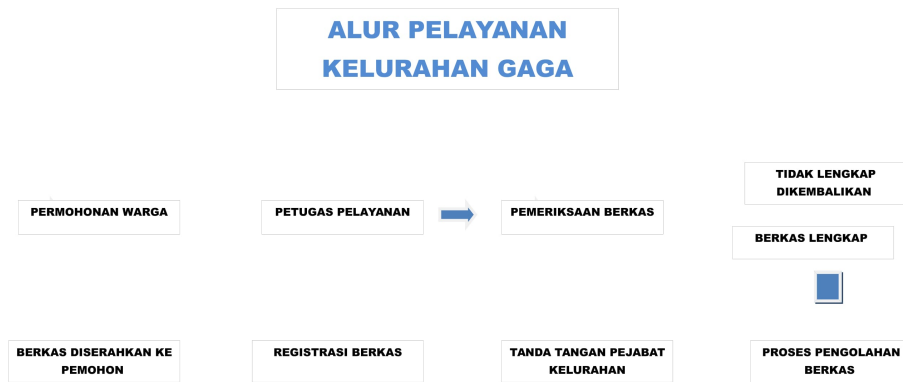 ALUR PELAYANAN
KELURAHAN GAGA
TIDAK LENGKAP
DIKEMBALIKAN
PERMOHONAN WARGA
PETUGAS PELAYANAN
PEMERIKSAAN BERKAS
BERKAS LENGKAP
BERKAS DISERAHKAN KE
PEMOHON
REGISTRASI BERKAS
TANDA TANGAN PEJABAT
KELURAHAN
PROSES PENGOLAHAN
BERKAS